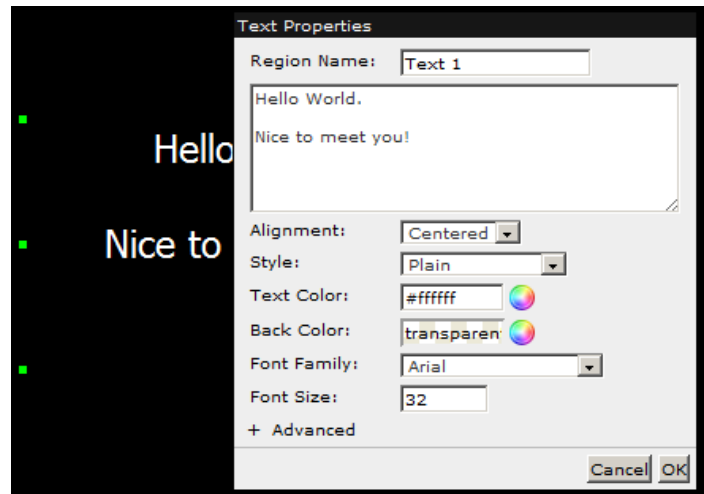 Text Properties
Region Name: Text 1
Hello World.
Nice to meet you!
Hello
Nice to
Alignment: Centered
Style: Plain
Text Color: #ffffff
Back Color: transparen
Font Family: Arial
Font Size: 32
+ Advanced
Cancel OK